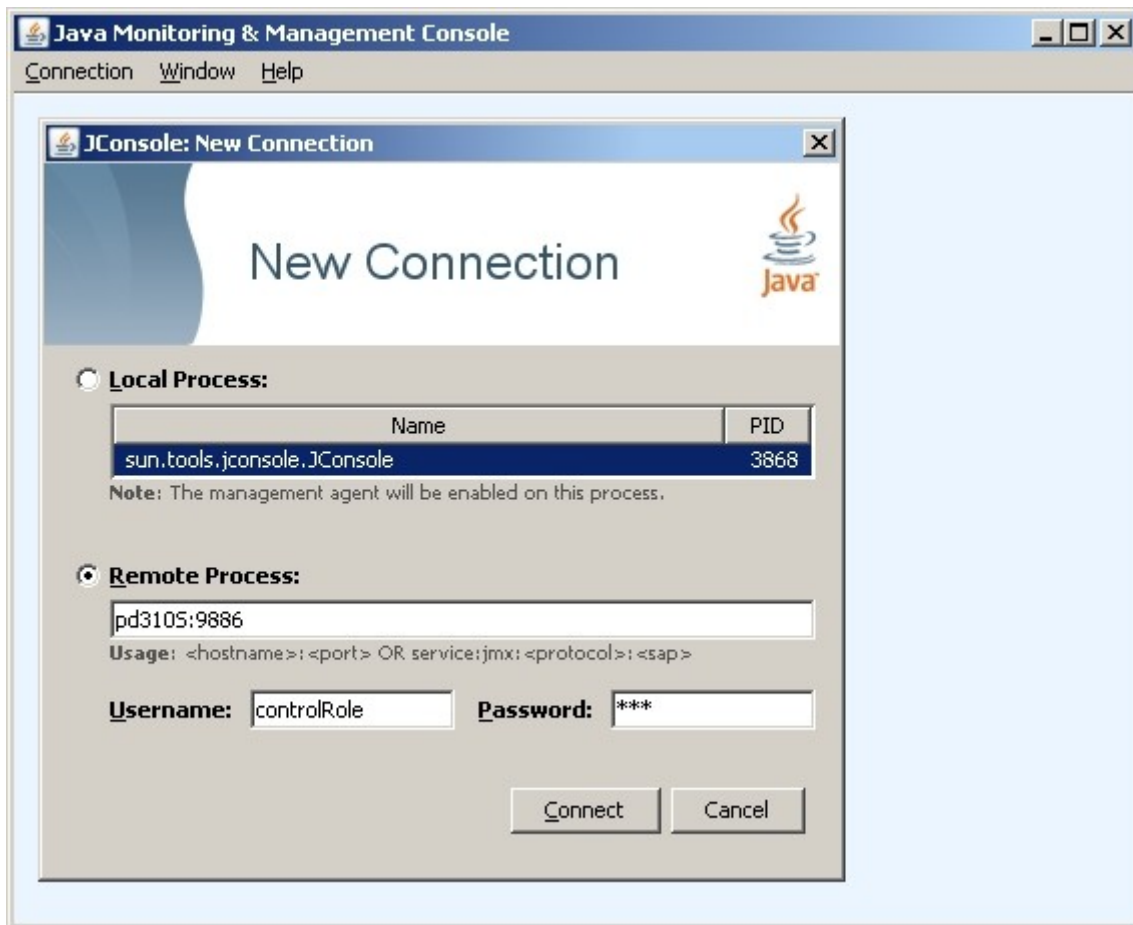 Java Monitoring & Management Console
Connection Window Help
JConsole: New Connection
New Connection
Java
Local Process:
Name PID
sun.tools.jconsole.JConsole 3868
Note: The management agent will be enabled on this process.
Remote Process:
pd3105:9886
Usage: <hostname>:<port> OR service:jmx:<protocol>:<sap>
Username: controlRole Password: ***
Connect Cancel